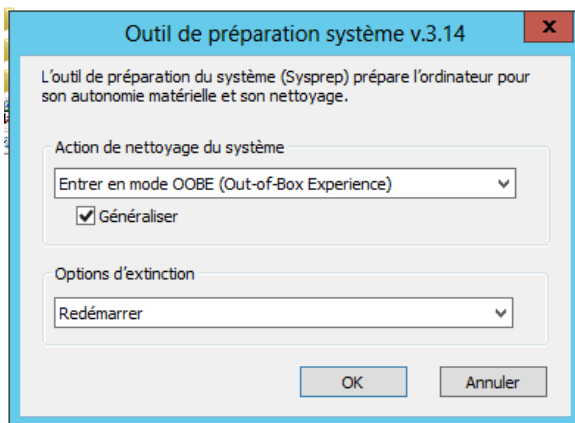 Outil de préparation système v.3.14
x
L'outil de préparation du système (Sysprep) prépare l'ordinateur pour
son autonomie matérielle et son nettoyage.
Action de nettoyage du système
Entrer en mode OOBE (Out-of-Box Experience)
Généraliser
Options d'extinction
Redémarrer
OK
Annuler